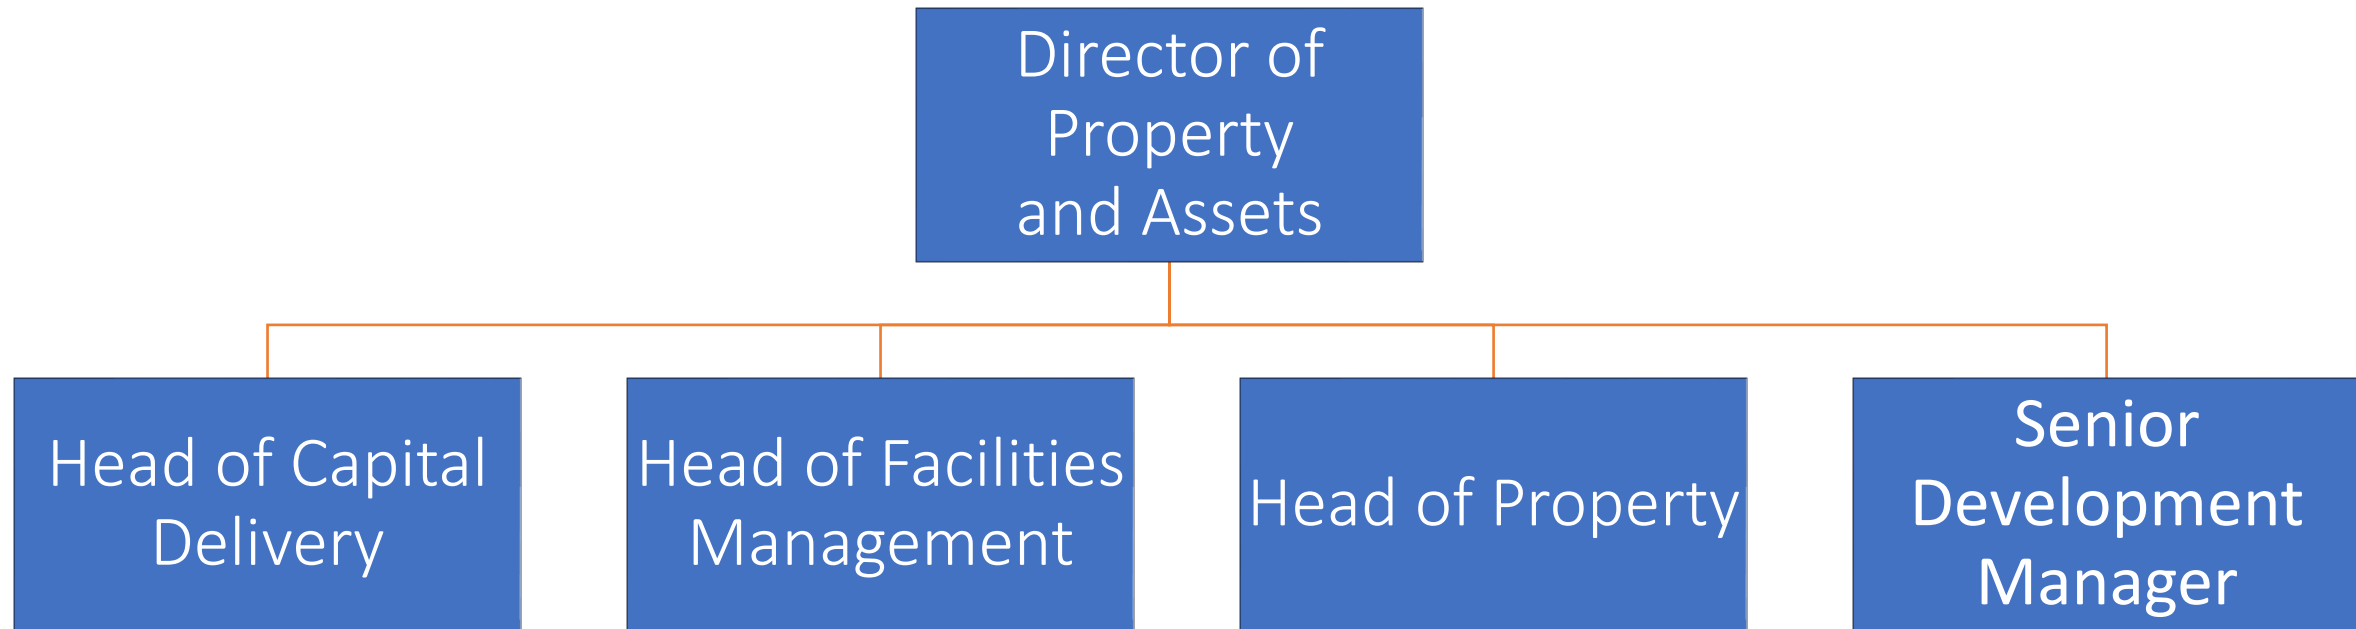 Director of
Property
and Assets
Head of Capital
Delivery
Head of Facilities
Management
Head of Property
Senior
Development
Manager